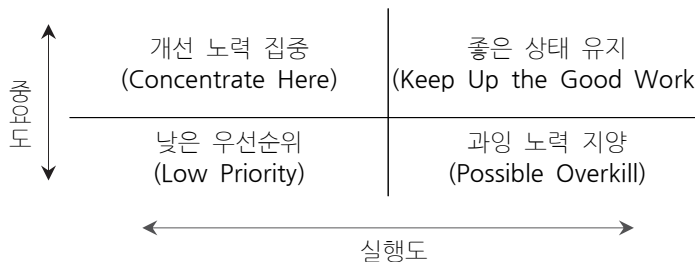 개선 노력 집중
(Concentrate Here)
좋은 상태 유지
(Keep Up the Good Work
중요도
낮은 우선순위
(Low Priority)
과잉 노력 지양
(Possible Overkill)
실행도